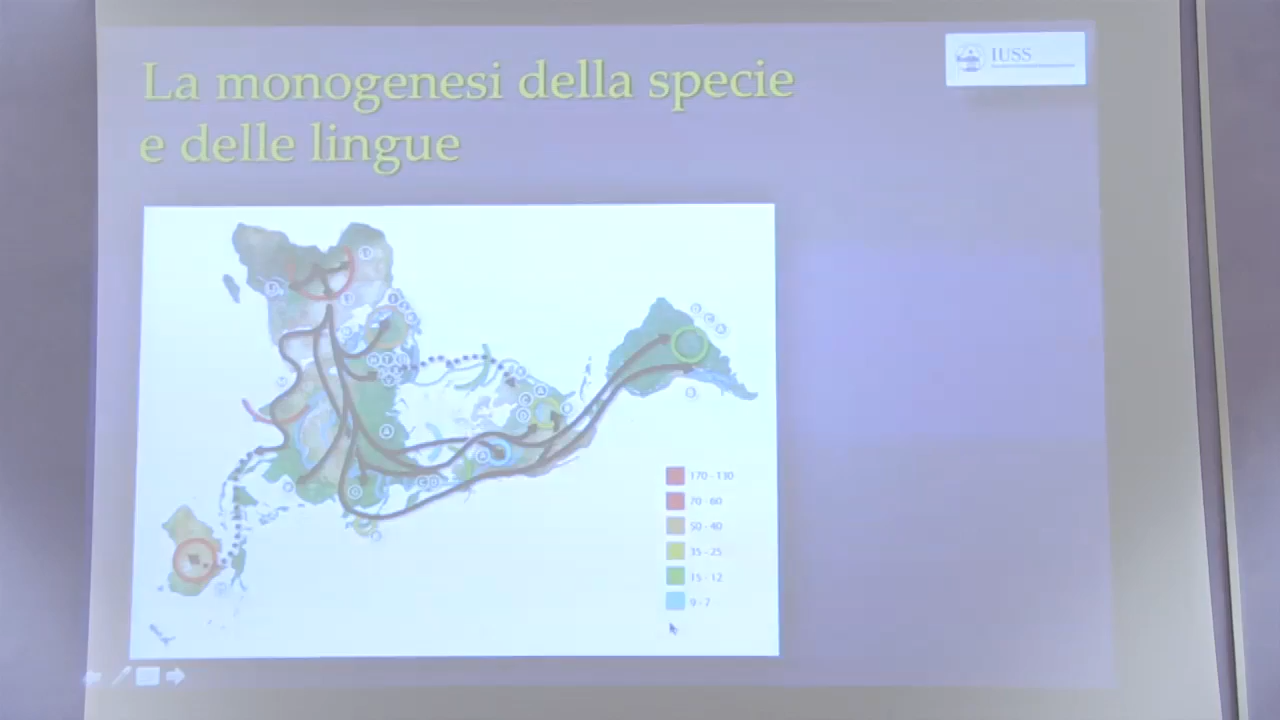 La monogenesi della specie
e delle lingue
IUSS
170 - 130
70 - 60
50 - 40
35 - 25
15 - 12
9 - 7